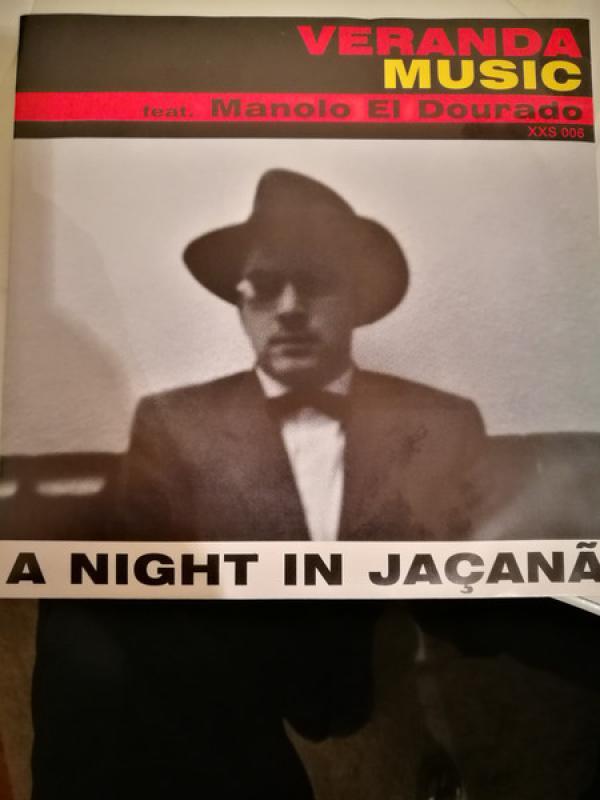 VERANDA
MUSIC
feat. Manolo El Dourado
XXS 006
A NIGHT IN JAÇANÃ